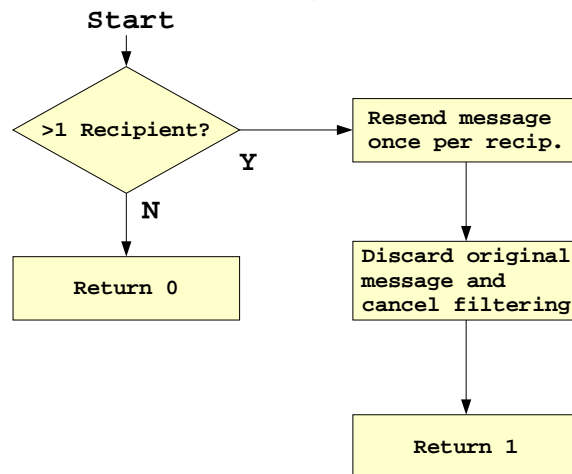 Start
>1 Recipient?
Y
N
Resend message
once per recip.
Return 0
Discard original
message and
cancel filtering
Return 1